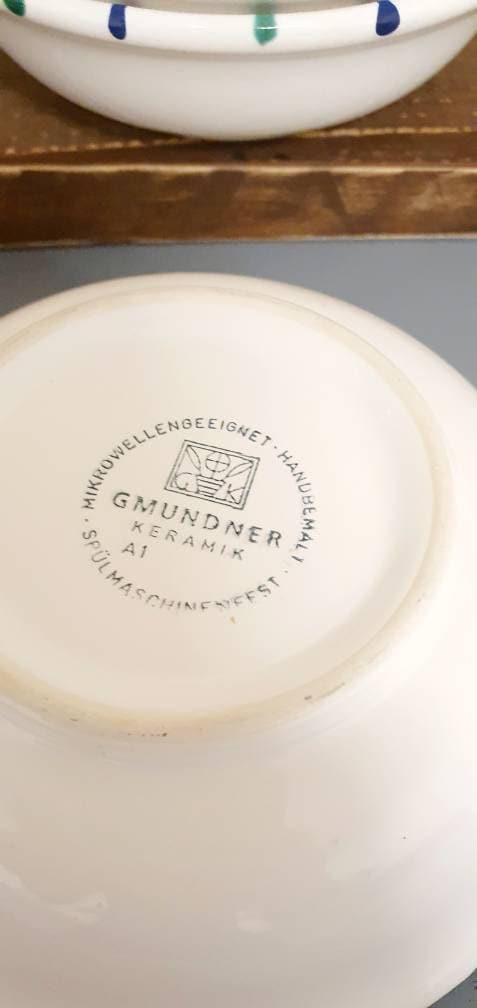 MIKROWELLENGEEIGNET · HANDBEMALT · SPÜLMASCHINENFEST ·
G K
GMUNDNER
KERAMIK
A1